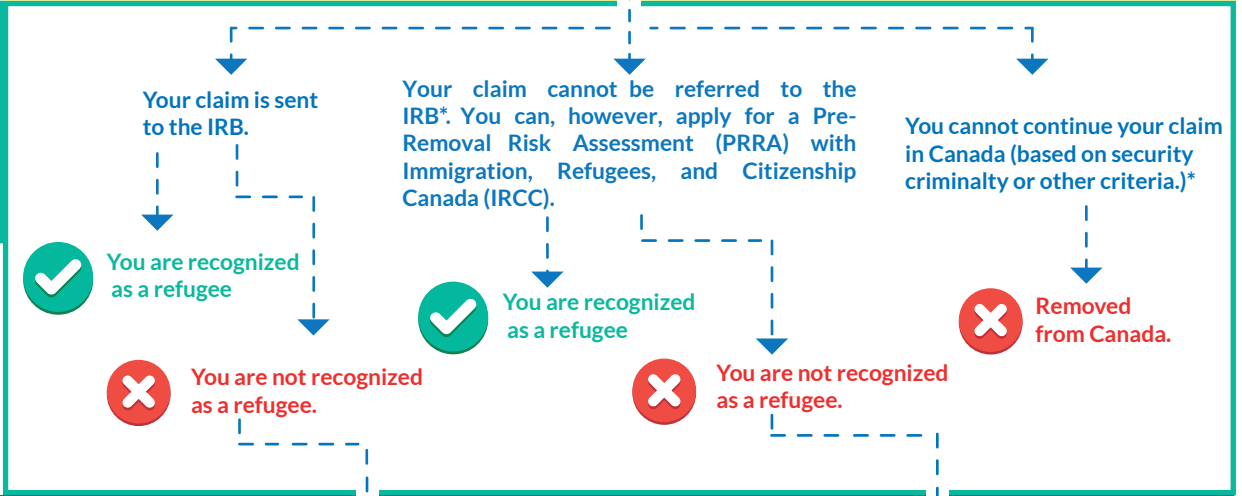 Your claim is sent
to the IRB.
Your claim cannot be referred to the
IRB*. You can, however, apply for a Pre-
Removal Risk Assessment (PRRA) with
Immigration, Refugees, and Citizenship
Canada (IRCC).
You cannot continue your claim
in Canada (based on security
criminalty or other criteria.)*
You are recognized
as a refugee
You are not recognized
as a refugee.
You are recognized
as a refugee
You are not recognized
as a refugee.
Removed
from Canada.